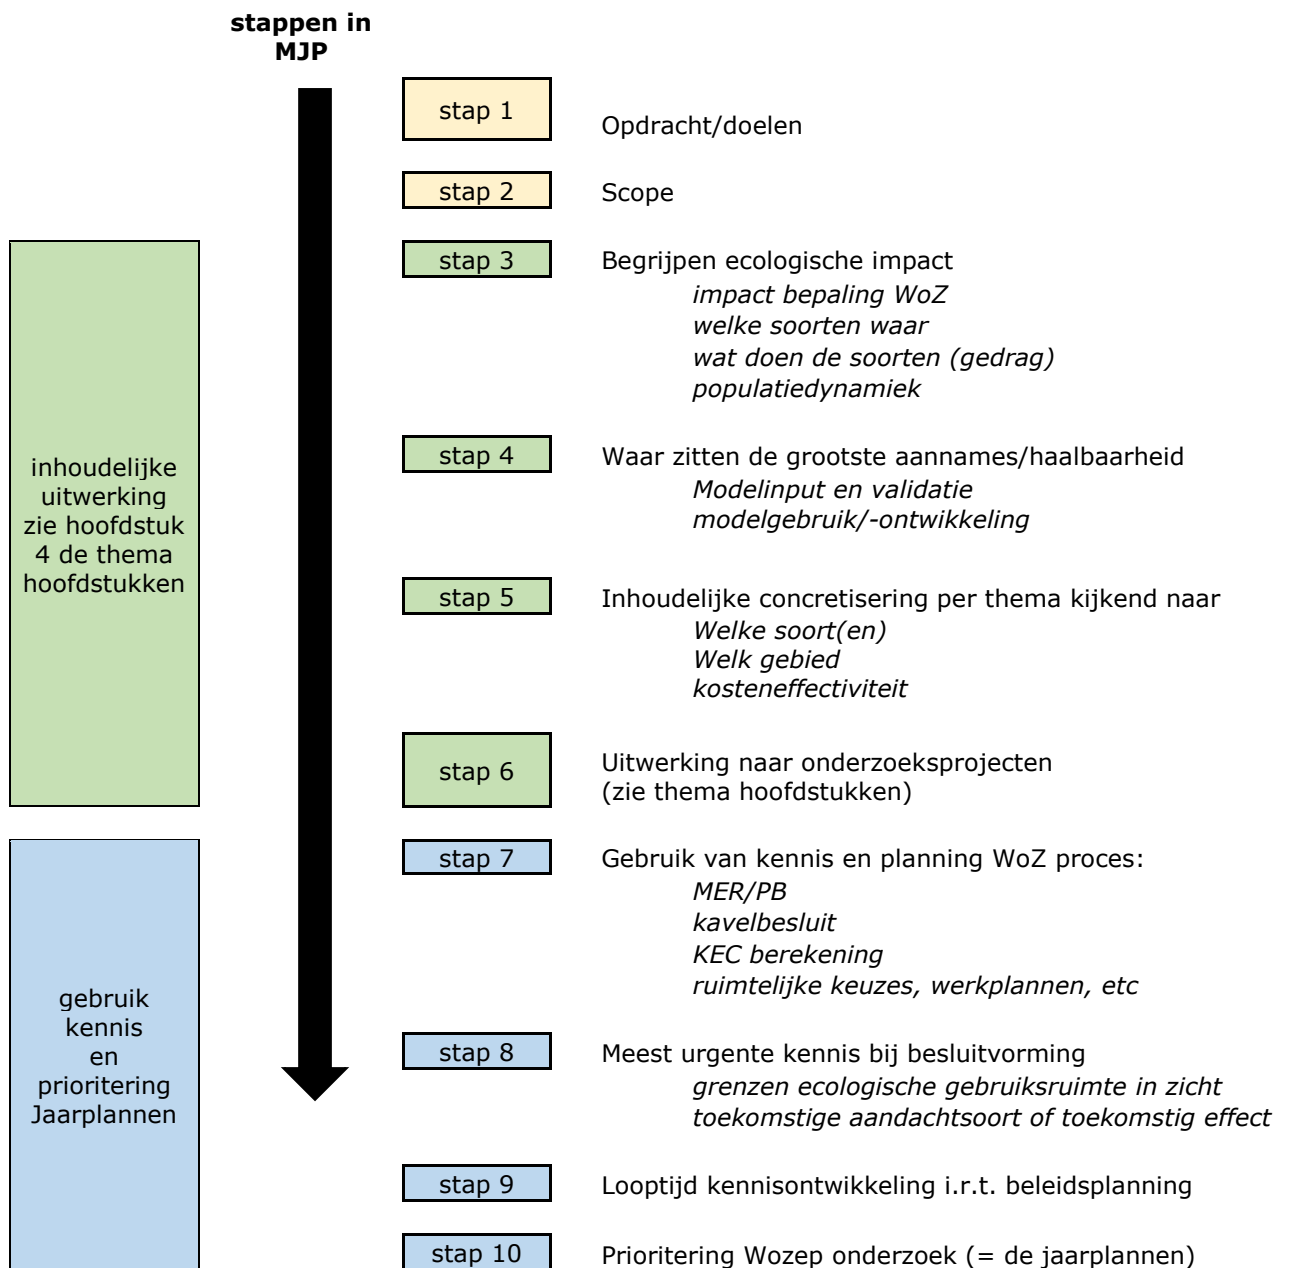 stappen in
MJP
stap 1
Opdracht/doelen
stap 2
Scope
stap 3
Begrijpen ecologische impact
impact bepaling WoZ
welke soorten waar
wat doen de soorten (gedrag)
populatiedynamiek
inhoudelijke
uitwerking
zie hoofdstuk
4 de thema
hoofdstukken
stap 4
Waar zitten de grootste aannames/haalbaarheid
Modelinput en validatie
modelgebruik/-ontwikkeling
stap 5
Inhoudelijke concretisering per thema kijkend naar
Welke soort(en)
Welk gebied
kosteneffectiviteit
stap 6
Uitwerking naar onderzoeksprojecten
(zie thema hoofdstukken)
stap 7
Gebruik van kennis en planning WoZ proces:
MER/PB
kavelbesluit
KEC berekening
ruimtelijke keuzes, werkplannen, etc
gebruik
kennis
en
prioritering
Jaarplannen
stap 8
Meest urgente kennis bij besluitvorming
grenzen ecologische gebruiksruimte in zicht
toekomstige aandachtsoort of toekomstig effect
stap 9
Looptijd kennisontwikkeling i.r.t. beleidsplanning
stap 10
Prioritering Wozep onderzoek (= de jaarplannen)